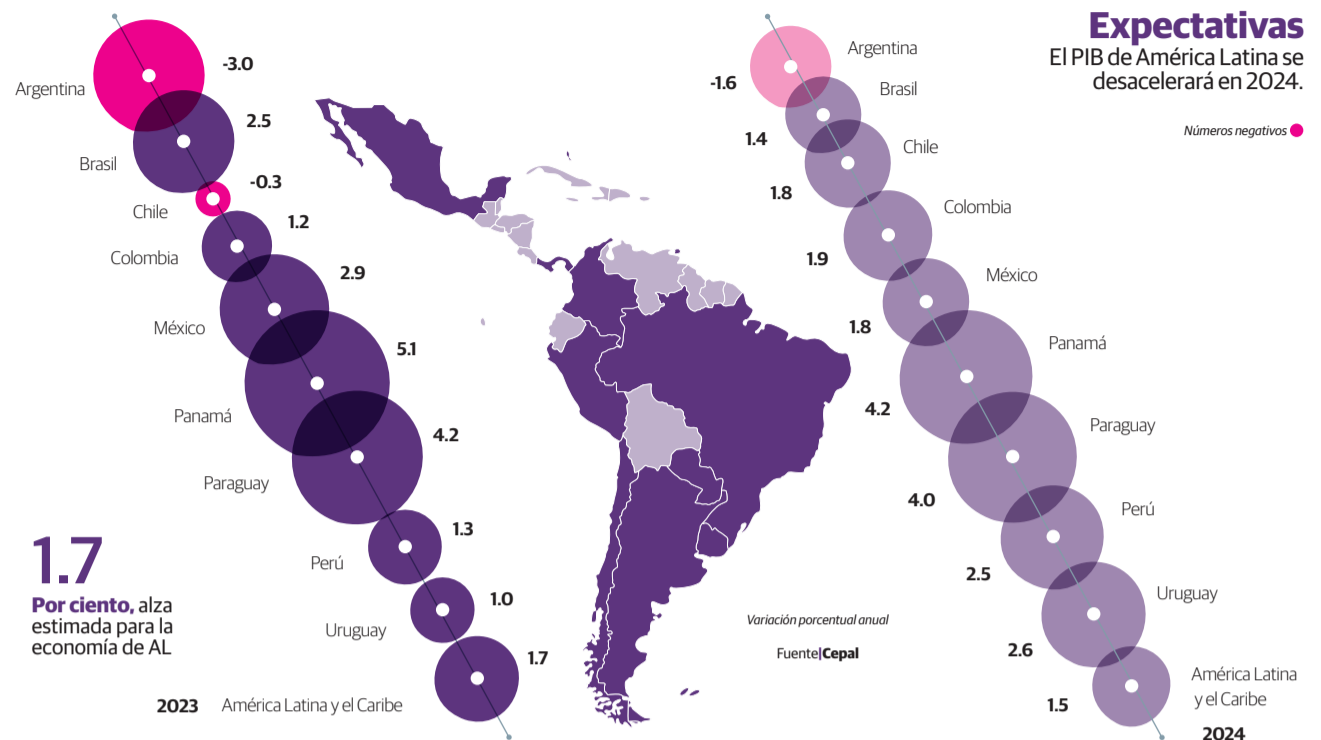 Expectativas
El PIB de América Latina se
desacelerará en 2024.
Números negativos
Argentina
-3.0
Brasil
2.5
Chile
-0.3
Colombia
1.2
México
2.9
Panamá
5.1
Paraguay
4.2
Perú
1.3
Uruguay
1.0
2023 América Latina y el Caribe
1.7
1.7
Por ciento, alza
estimada para la
economía de AL
Argentina
-1.6
Brasil
1.4
Chile
1.8
Colombia
1.9
México
1.8
Panamá
4.2
Paraguay
4.0
Perú
2.5
Uruguay
2.6
América Latina
y el Caribe
1.5
2024
Variación porcentual anual
Fuente|Cepal